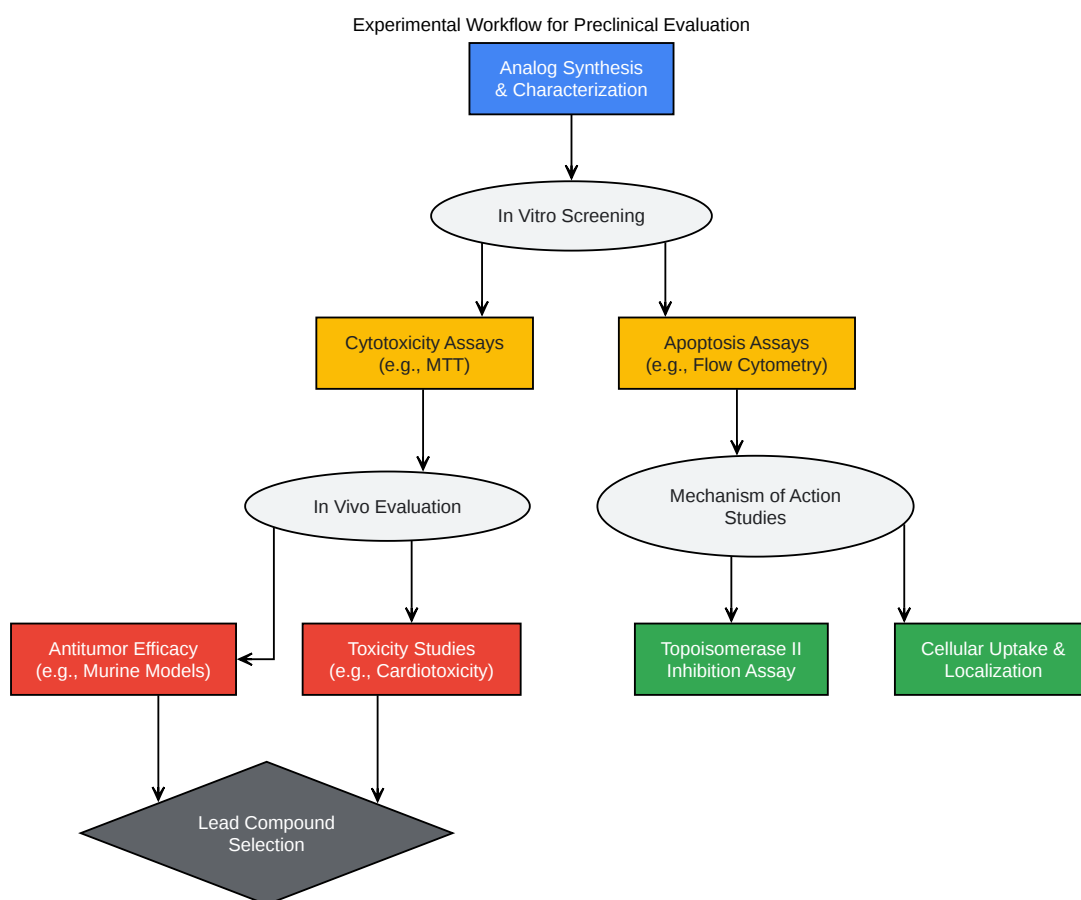 Experimental Workflow for Preclinical Evaluation
Analog Synthesis
& Characterization
In Vitro Screening
Cytotoxicity Assays
(e.g., MTT)
Apoptosis Assays
(e.g., Flow Cytometry)
In Vivo Evaluation
Mechanism of Action
Studies
Antitumor Efficacy
(e.g., Murine Models)
Toxicity Studies
(e.g., Cardiotoxicity)
Topoisomerase II
Inhibition Assay
Cellular Uptake &
Localization
Lead Compound
Selection